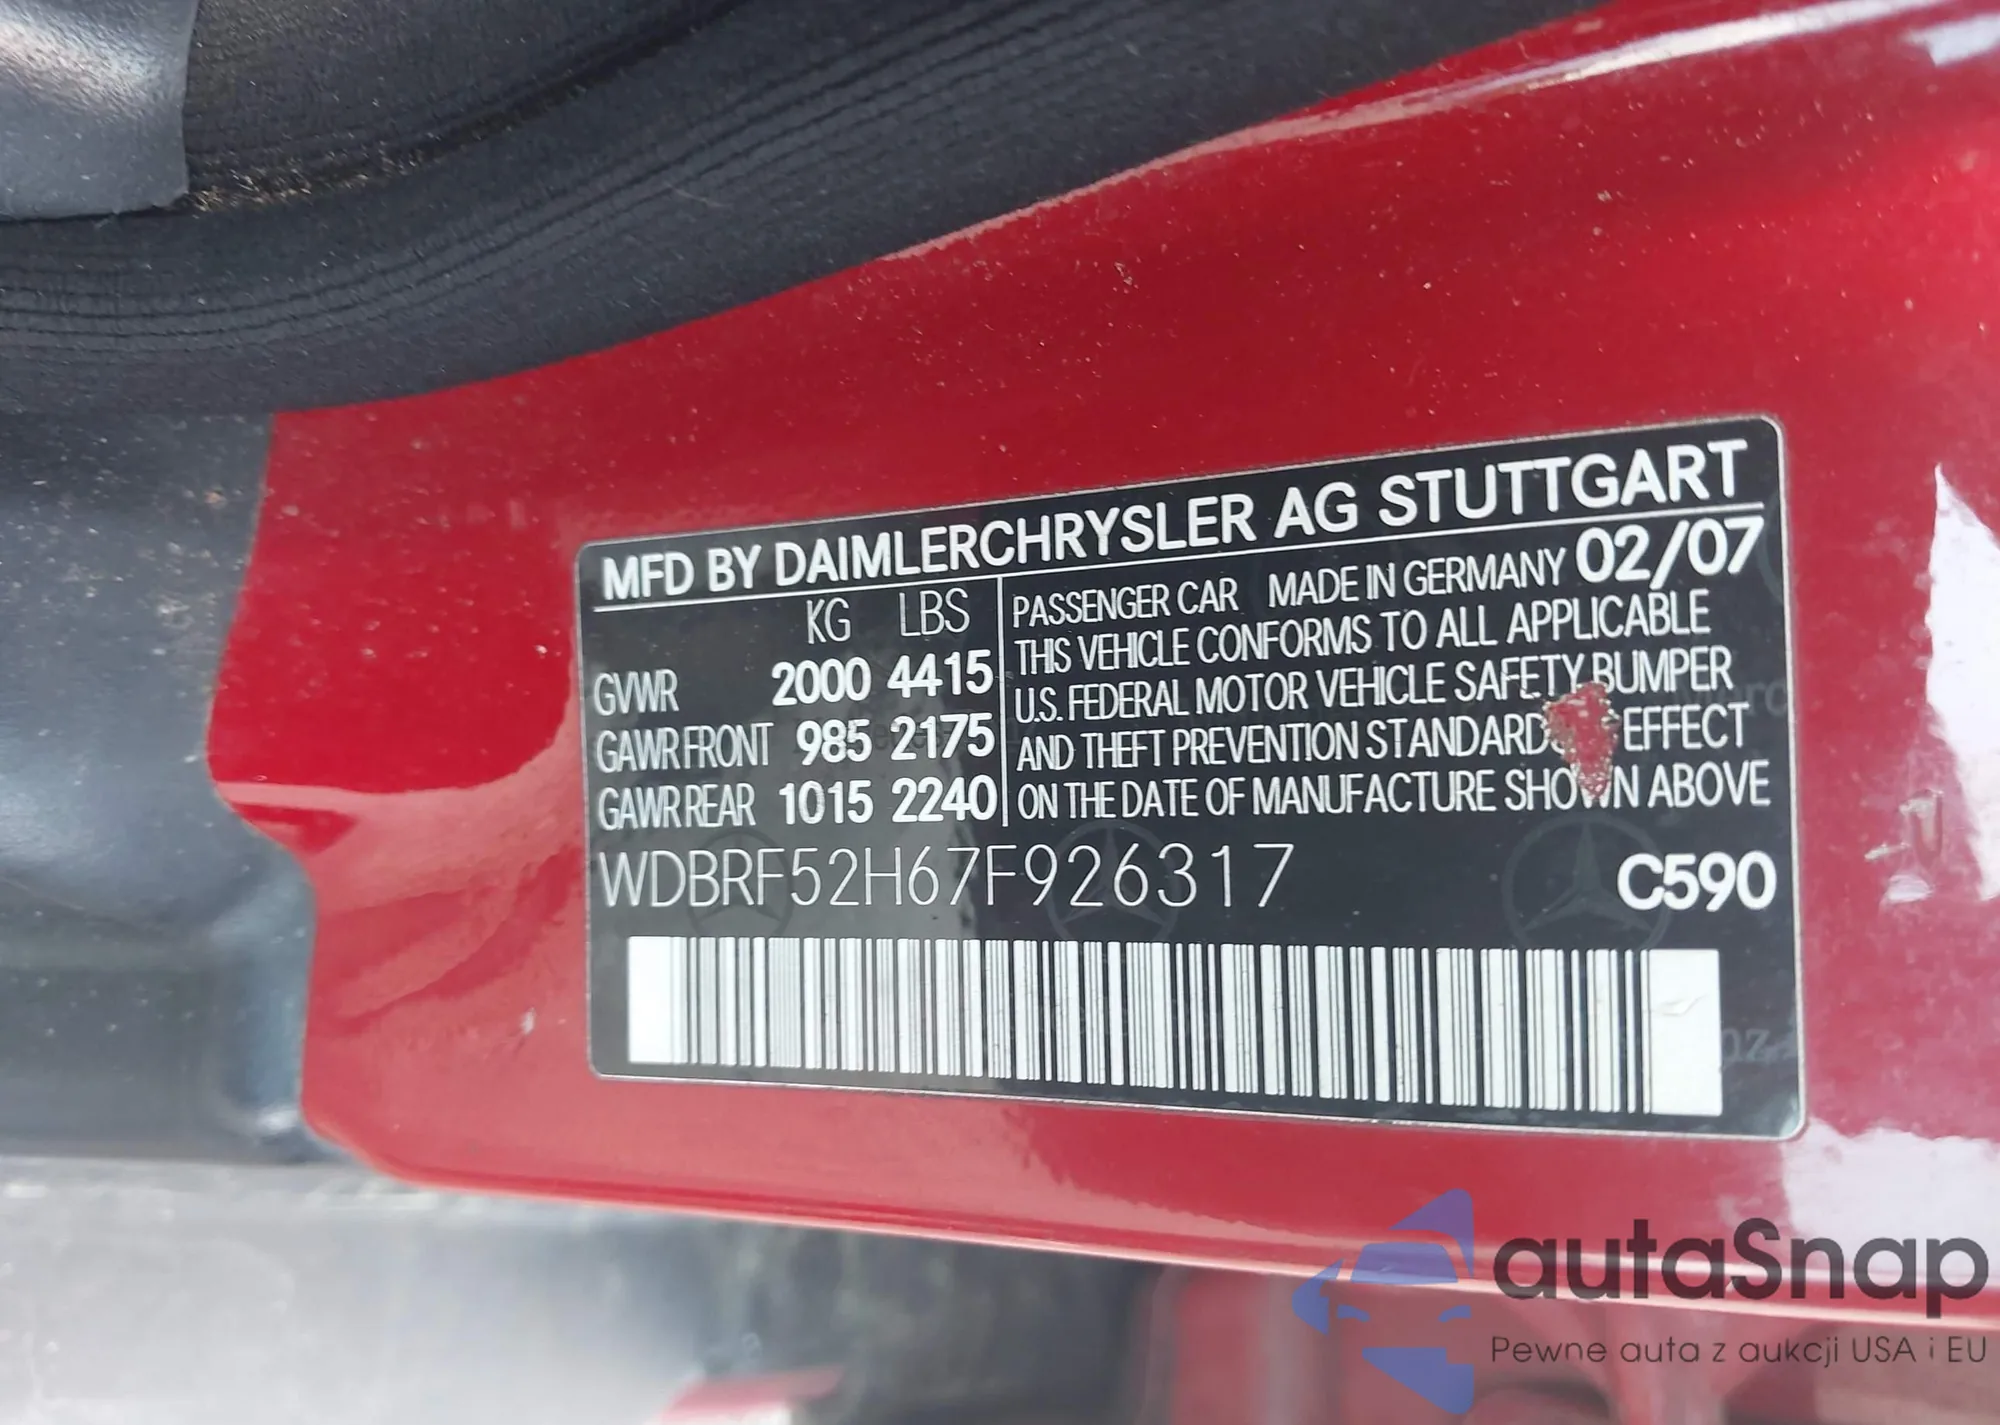 MFD BY DAIMLERCHRYSLER AG STUTTGART
KG LBS
GVWR 2000 4415
GAWR FRONT 985 2175
GAWR REAR 1015 2240
PASSENGER CAR MADE IN GERMANY 02/07
THIS VEHICLE CONFORMS TO ALL APPLICABLE
U.S. FEDERAL MOTOR VEHICLE SAFETY BUMPER
AND THEFT PREVENTION STANDARD EFFECT
ON THE DATE OF MANUFACTURE SHOWN ABOVE
WDBRF52H67F926317 C590
autaSnap
Pewne auta z aukcji USA i EU